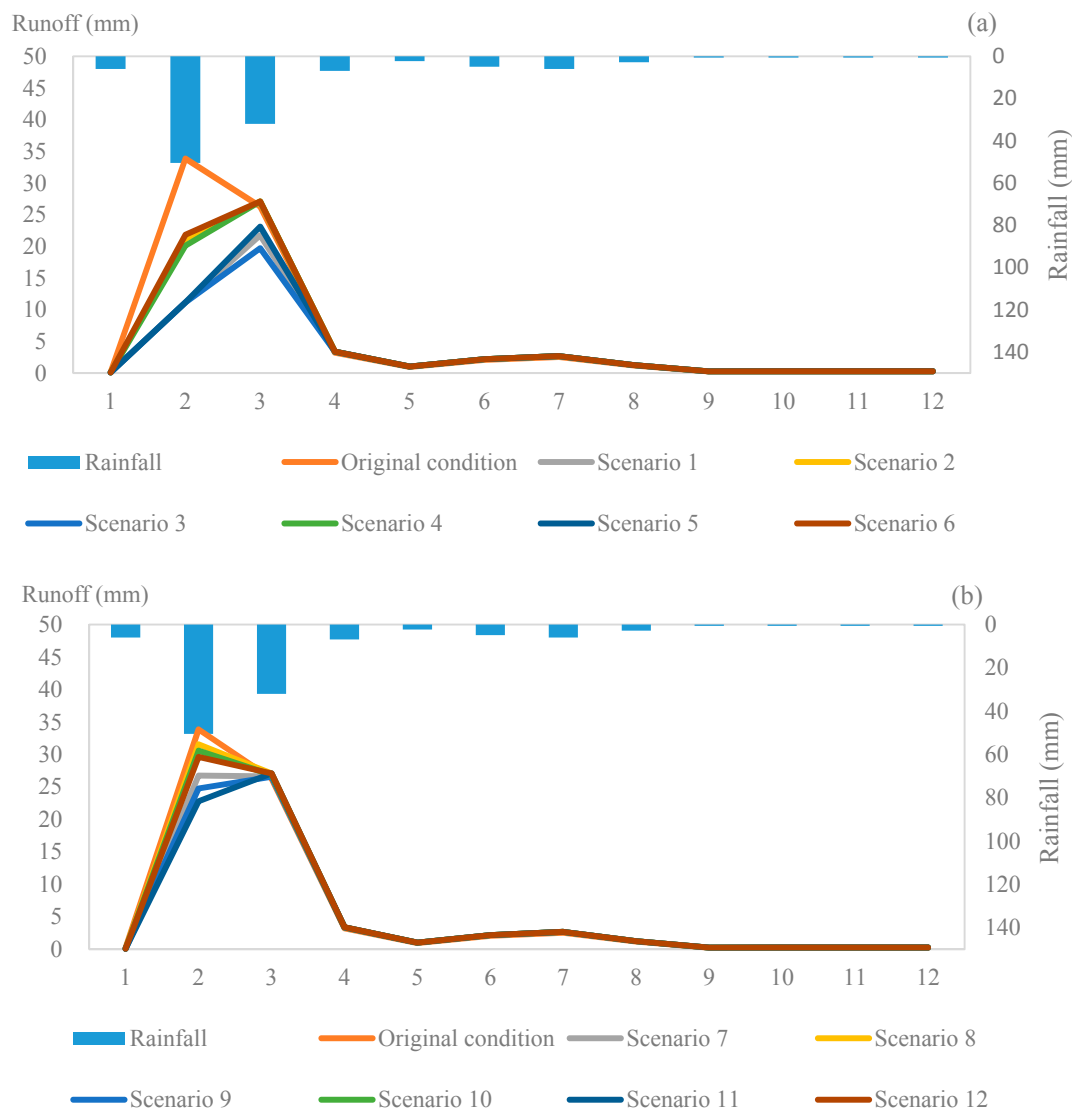 Runoff (mm) (a)
50 0
45
40 20
35 40
30 60
25
20 80
15 100
10 120
5
0 140
Rainfall (mm)
1 2 3 4 5 6 7 8 9 10 11 12
Rainfall Original condition Scenario 1 Scenario 2
Scenario 3 Scenario 4 Scenario 5 Scenario 6
Runoff (mm) (b)
50 0
45
40 20
35 40
30 60
25
20 80
15 100
10 120
5
0 140
Rainfall (mm)
1 2 3 4 5 6 7 8 9 10 11 12
Rainfall Original condition Scenario 7 Scenario 8
Scenario 9 Scenario 10 Scenario 11 Scenario 12